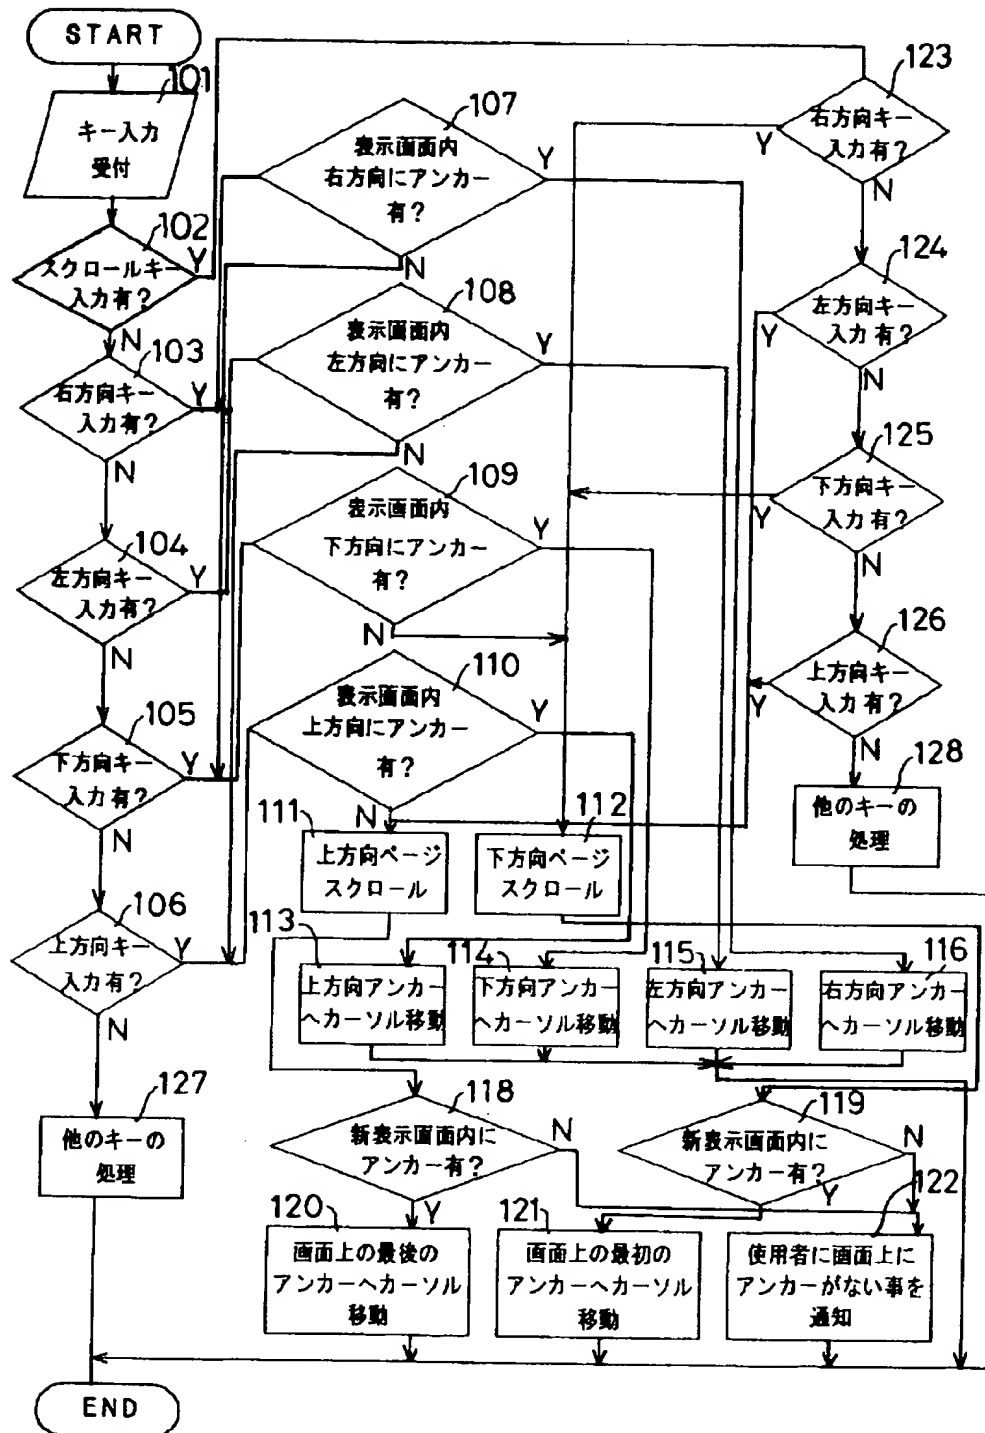 START
101
キー入力
受付
102
スクロールキー
入力有?
Y
N
103
右方向キー
入力有?
Y
N
104
左方向キー
入力有?
Y
N
105
下方向キー
入力有?
Y
N
106
上方向キー
入力有?
Y
N
127
他のキーの
処理
END
107
表示画面内
右方向にアンカー
有?
Y
N
108
表示画面内
左方向にアンカー
有?
Y
N
109
表示画面内
下方向にアンカー
有?
Y
N
110
表示画面内
上方向にアンカー
有?
Y
N
111
上方向ページ
スクロール
112
下方向ページ
スクロール
113
上方向アンカー
へカーソル移動
114
下方向アンカー
へカーソル移動
115
左方向アンカー
へカーソル移動
116
右方向アンカー
へカーソル移動
118
新表示画面内に
アンカー有?
N
Y
119
新表示画面内に
アンカー有?
N
Y
120
画面上の最後の
アンカーへカーソル
移動
121
画面上の最初の
アンカーへカーソル
移動
122
使用者に画面上に
アンカーがない事を
通知
123
右方向キー
入力有?
Y
N
124
左方向キー
入力有?
Y
N
125
下方向キー
入力有?
Y
N
126
上方向キー
入力有?
Y
N
128
他のキーの
処理